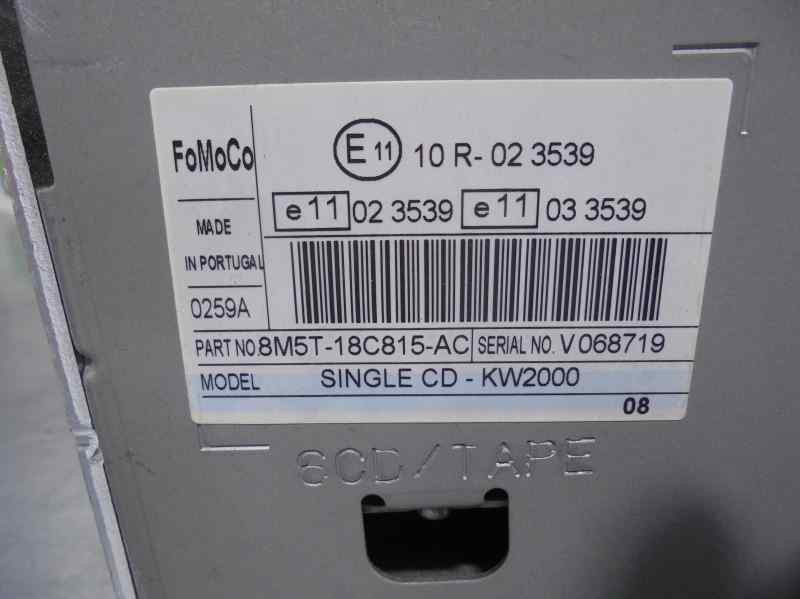 FoMoCo
E 11 10 R- 02 3539
e 11 02 3539 e 11 03 3539
MADE
IN PORTUGAL
0259A
PART NO. 8M5T-18C815-AC SERIAL NO. V068719
MODEL SINGLE CD - KW2000
08
6CD/TAPE